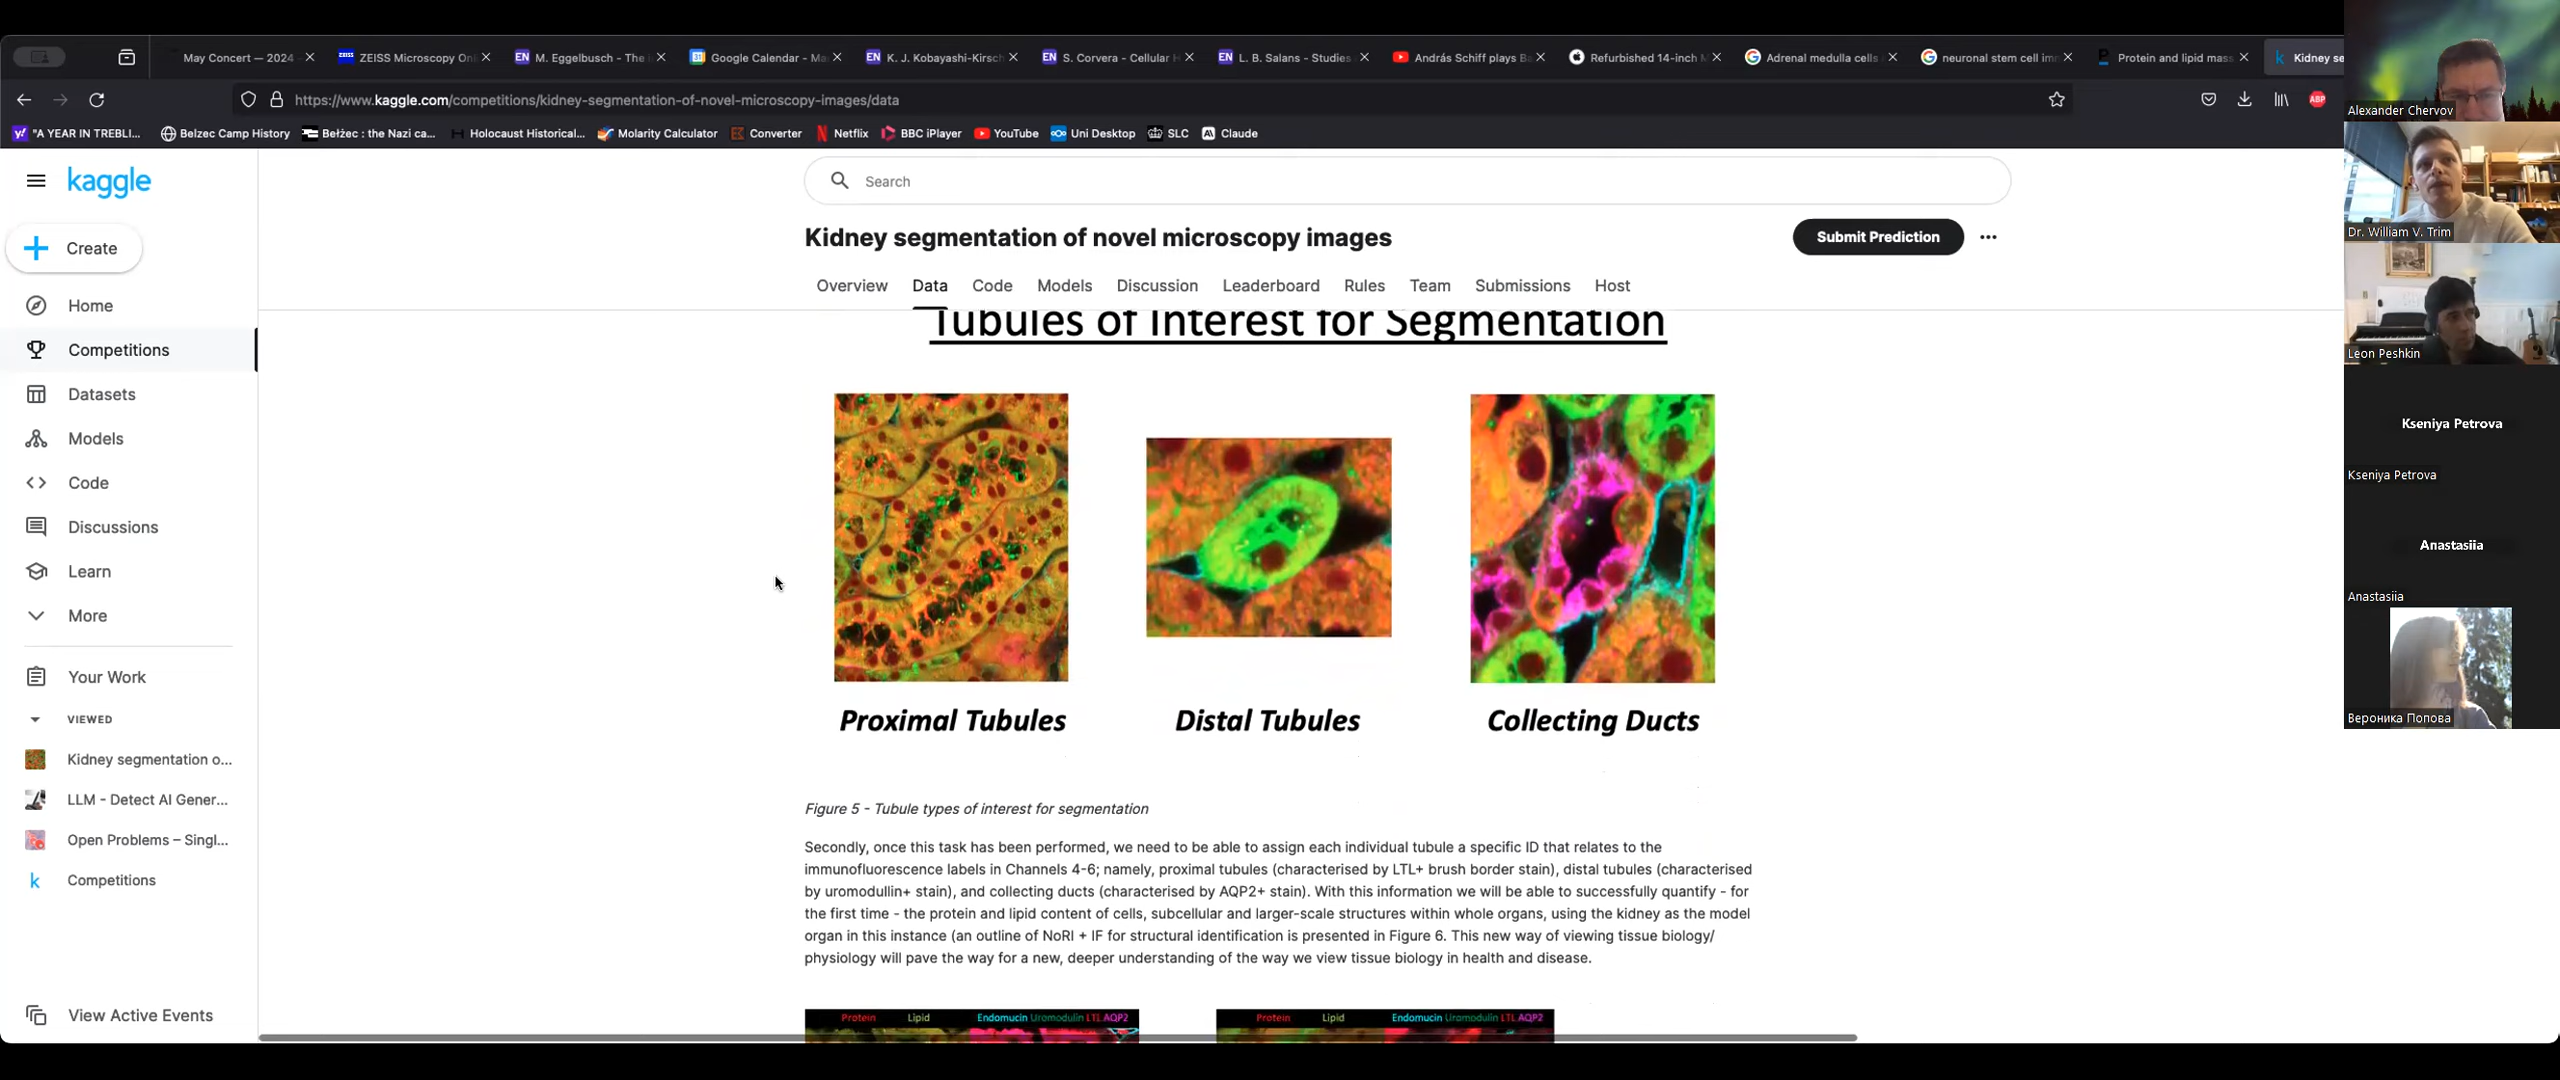 May Concert — 2024
ZEISS ZEISS Microscopy Onl
EN M. Eggelbusch - The
Google Calendar - Ma
EN K. J. Kobayashi-Kirsch
EN S. Corvera - Cellular
EN L. B. Salans - Studies
András Schiff plays Ba
Refurbished 14-inch
Adrenal medulla cells
neuronal stem cell im
Protein and lipid mass
Kidney se
https://www.kaggle.com/competitions/kidney-segmentation-of-novel-microscopy-images/data
ABP
"A YEAR IN TREBLI...
Belzec Camp History
Bełżec : the Nazi ca...
Holocaust Historical...
Molarity Calculator
Converter
Netflix
BBC iPlayer
YouTube
Uni Desktop
SLC
Claude
kaggle
Create
Home
Competitions
Datasets
Models
Code
Discussions
Learn
More
Your Work
VIEWED
Kidney segmentation o...
LLM - Detect AI Gener...
Open Problems – Singl...
Competitions
View Active Events
Search
Kidney segmentation of novel microscopy images
Submit Prediction
Overview Data Code Models Discussion Leaderboard Rules Team Submissions Host
Tubules of Interest for Segmentation
Proximal Tubules
Distal Tubules
Collecting Ducts
Figure 5 - Tubule types of interest for segmentation
Secondly, once this task has been performed, we need to be able to assign each individual tubule a specific ID that relates to the
immunofluorescence labels in Channels 4-6; namely, proximal tubules (characterised by LTL+ brush border stain), distal tubules (characterised
by uromodullin+ stain), and collecting ducts (characterised by AQP2+ stain). With this information we will be able to successfully quantify - for
the first time - the protein and lipid content of cells, subcellular and larger-scale structures within whole organs, using the kidney as the model
organ in this instance (an outline of NoRI + IF for structural identification is presented in Figure 6. This new way of viewing tissue biology/
physiology will pave the way for a new, deeper understanding of the way we view tissue biology in health and disease.
Protein Lipid Endomucin Uromodulin LTL AQP2
Protein Lipid Endomucin Uromodulin LTL AQP2
Alexander Chervov
Dr. William V. Trim
Leon Peshkin
Kseniya Petrova
Kseniya Petrova
Anastasiia
Anastasiia
Вероника Попова